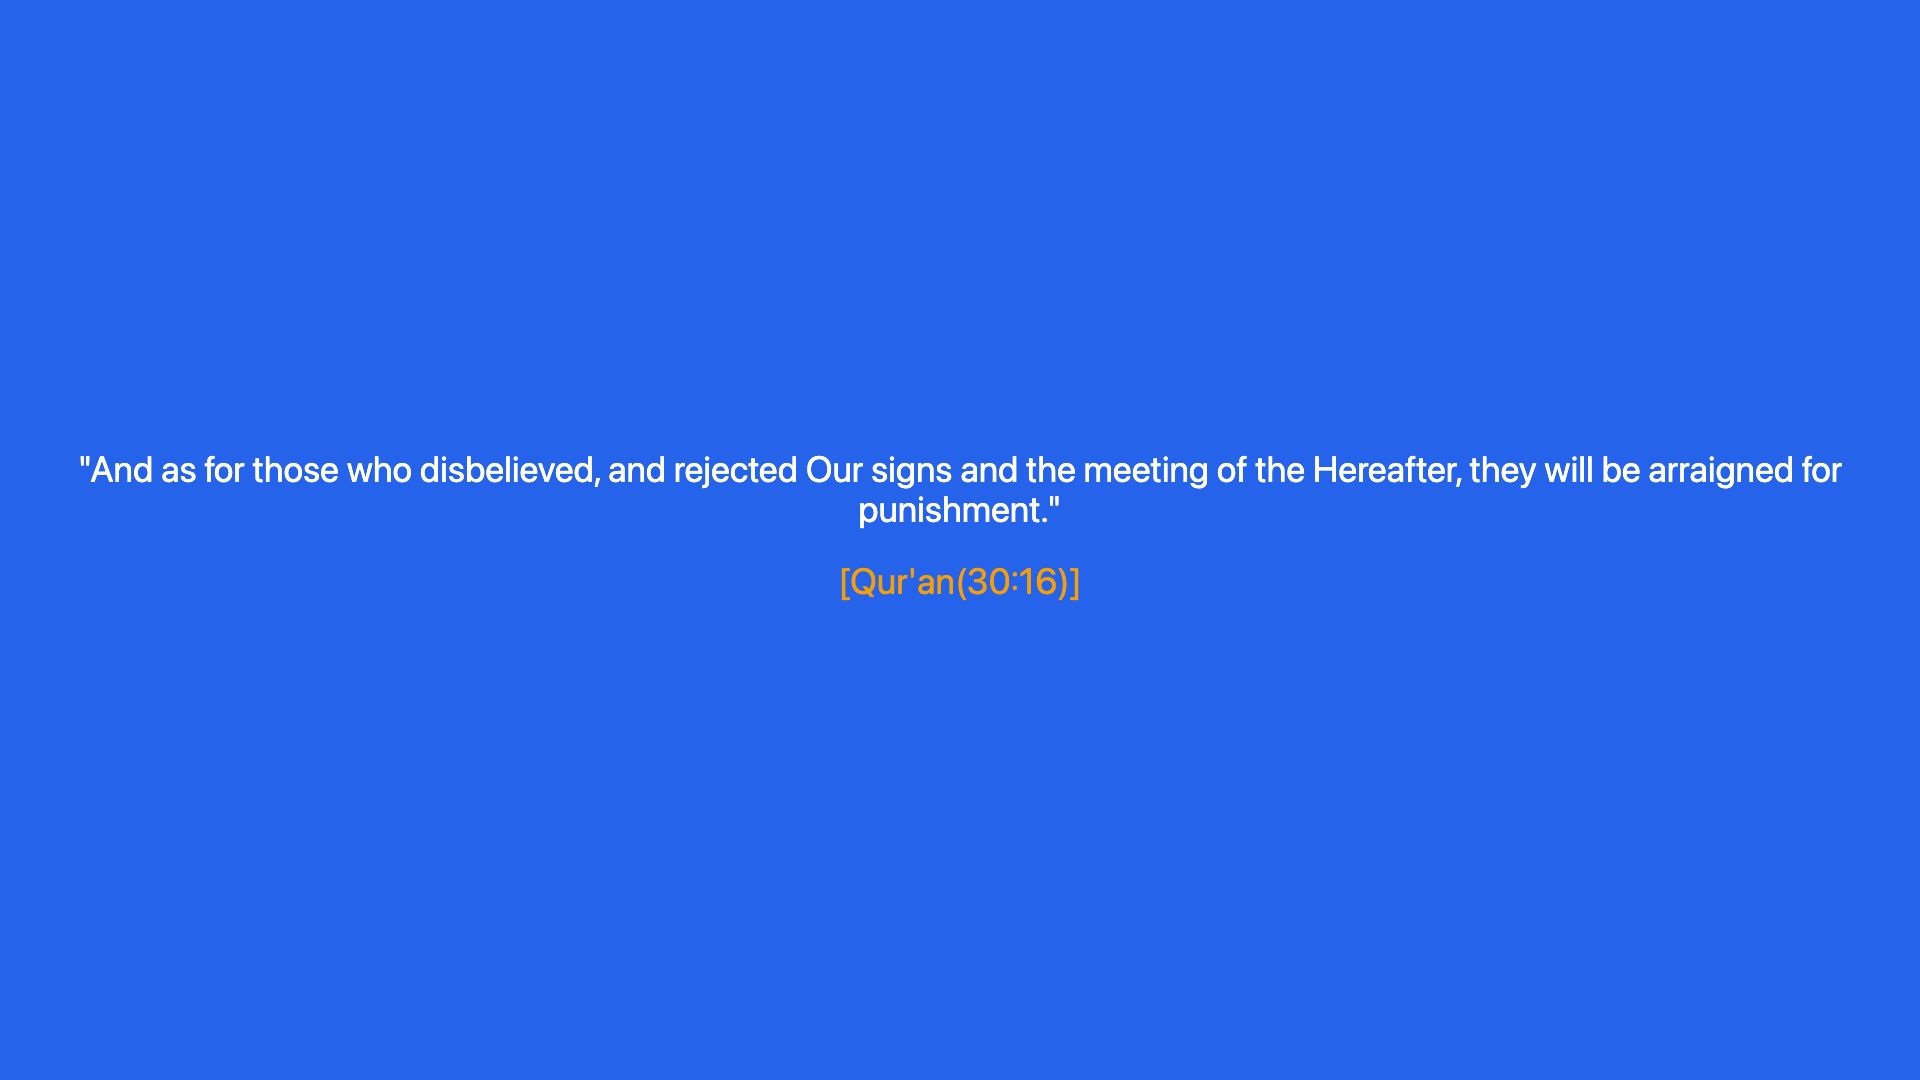 "And as for those who disbelieved, and rejected Our signs and the meeting of the Hereafter, they will be arraigned for
punishment."
[Qur'an(30:16)]